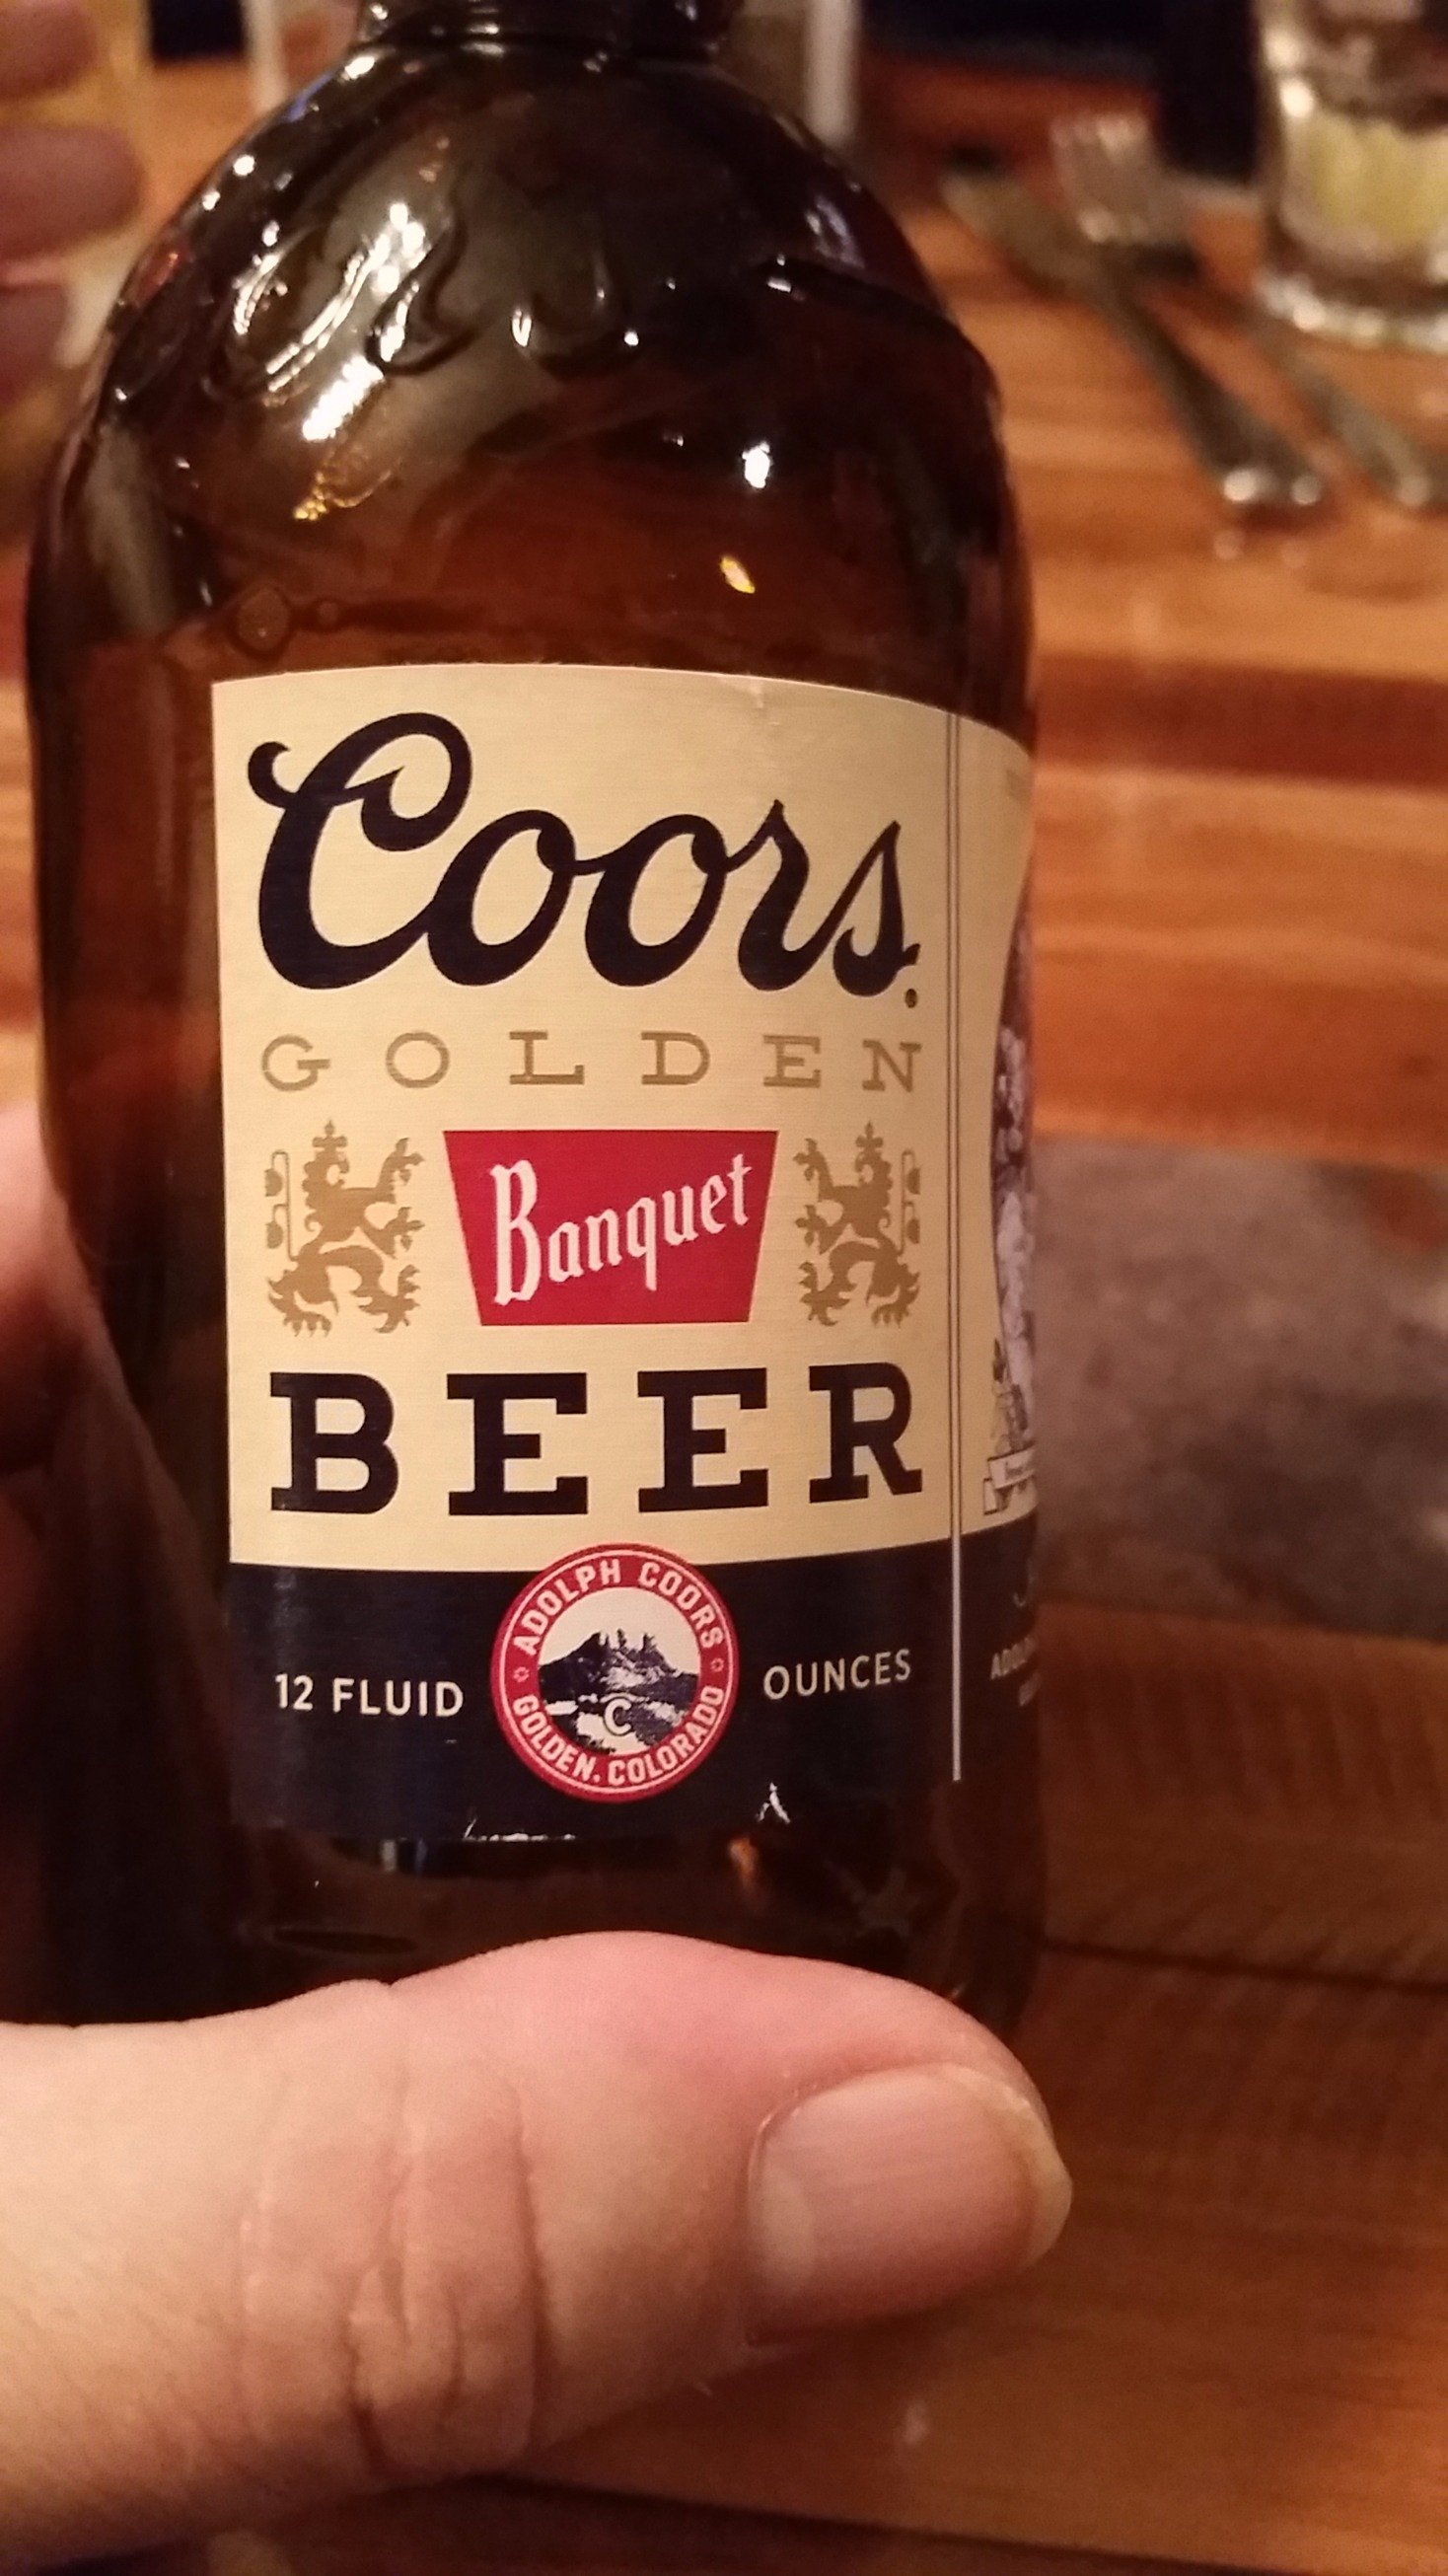 Coors.
GOLDEN
Banquet
BEER
12 FLUID OUNCES
ADOLPH COORS
GOLDEN, COLORADO
C